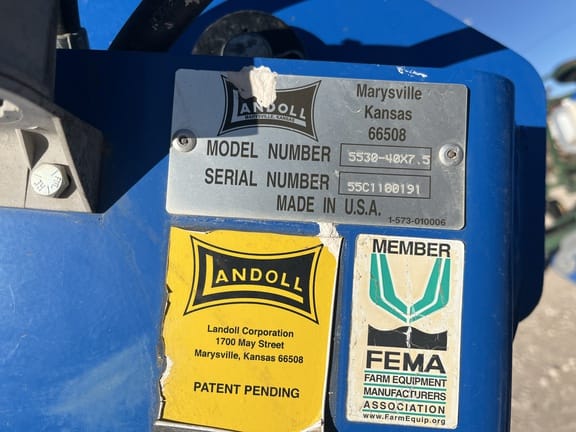 LANDOLL
MARYSVILLE, KANSAS
Marysville
Kansas
66508
MODEL NUMBER 5530-40X7.5
SERIAL NUMBER 55C1100191
MADE IN U.S.A.
1-573-010006
LANDOLL
Landoll Corporation
1700 May Street
Marysville, Kansas 66508
PATENT PENDING
MEMBER
FEMA
FARM EQUIPMENT
MANUFACTURERS
ASSOCIATION
www.FarmEquip.org